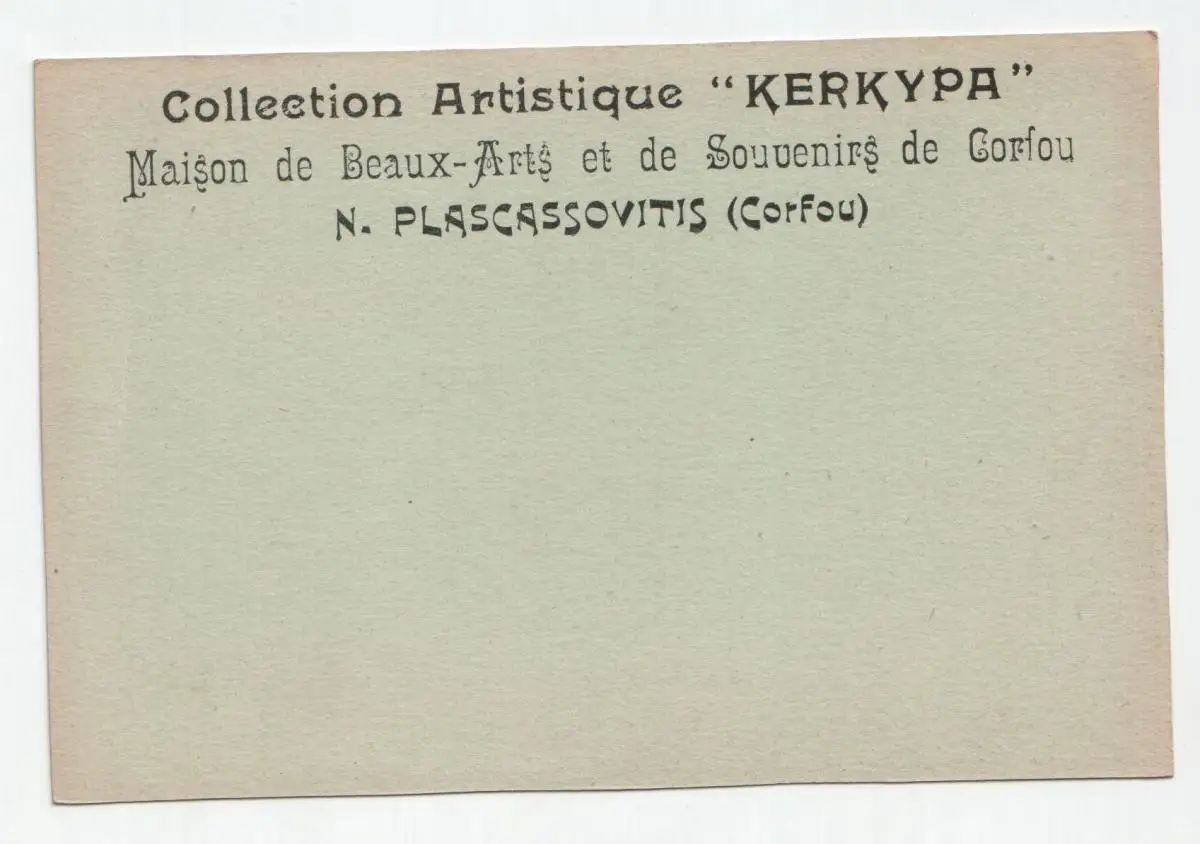 Collection Artistique “KERKYPA”
Maison de Beaux-Arts et de Souvenirs de Corfou
N. PLASCASSOVITIS (Corfou)